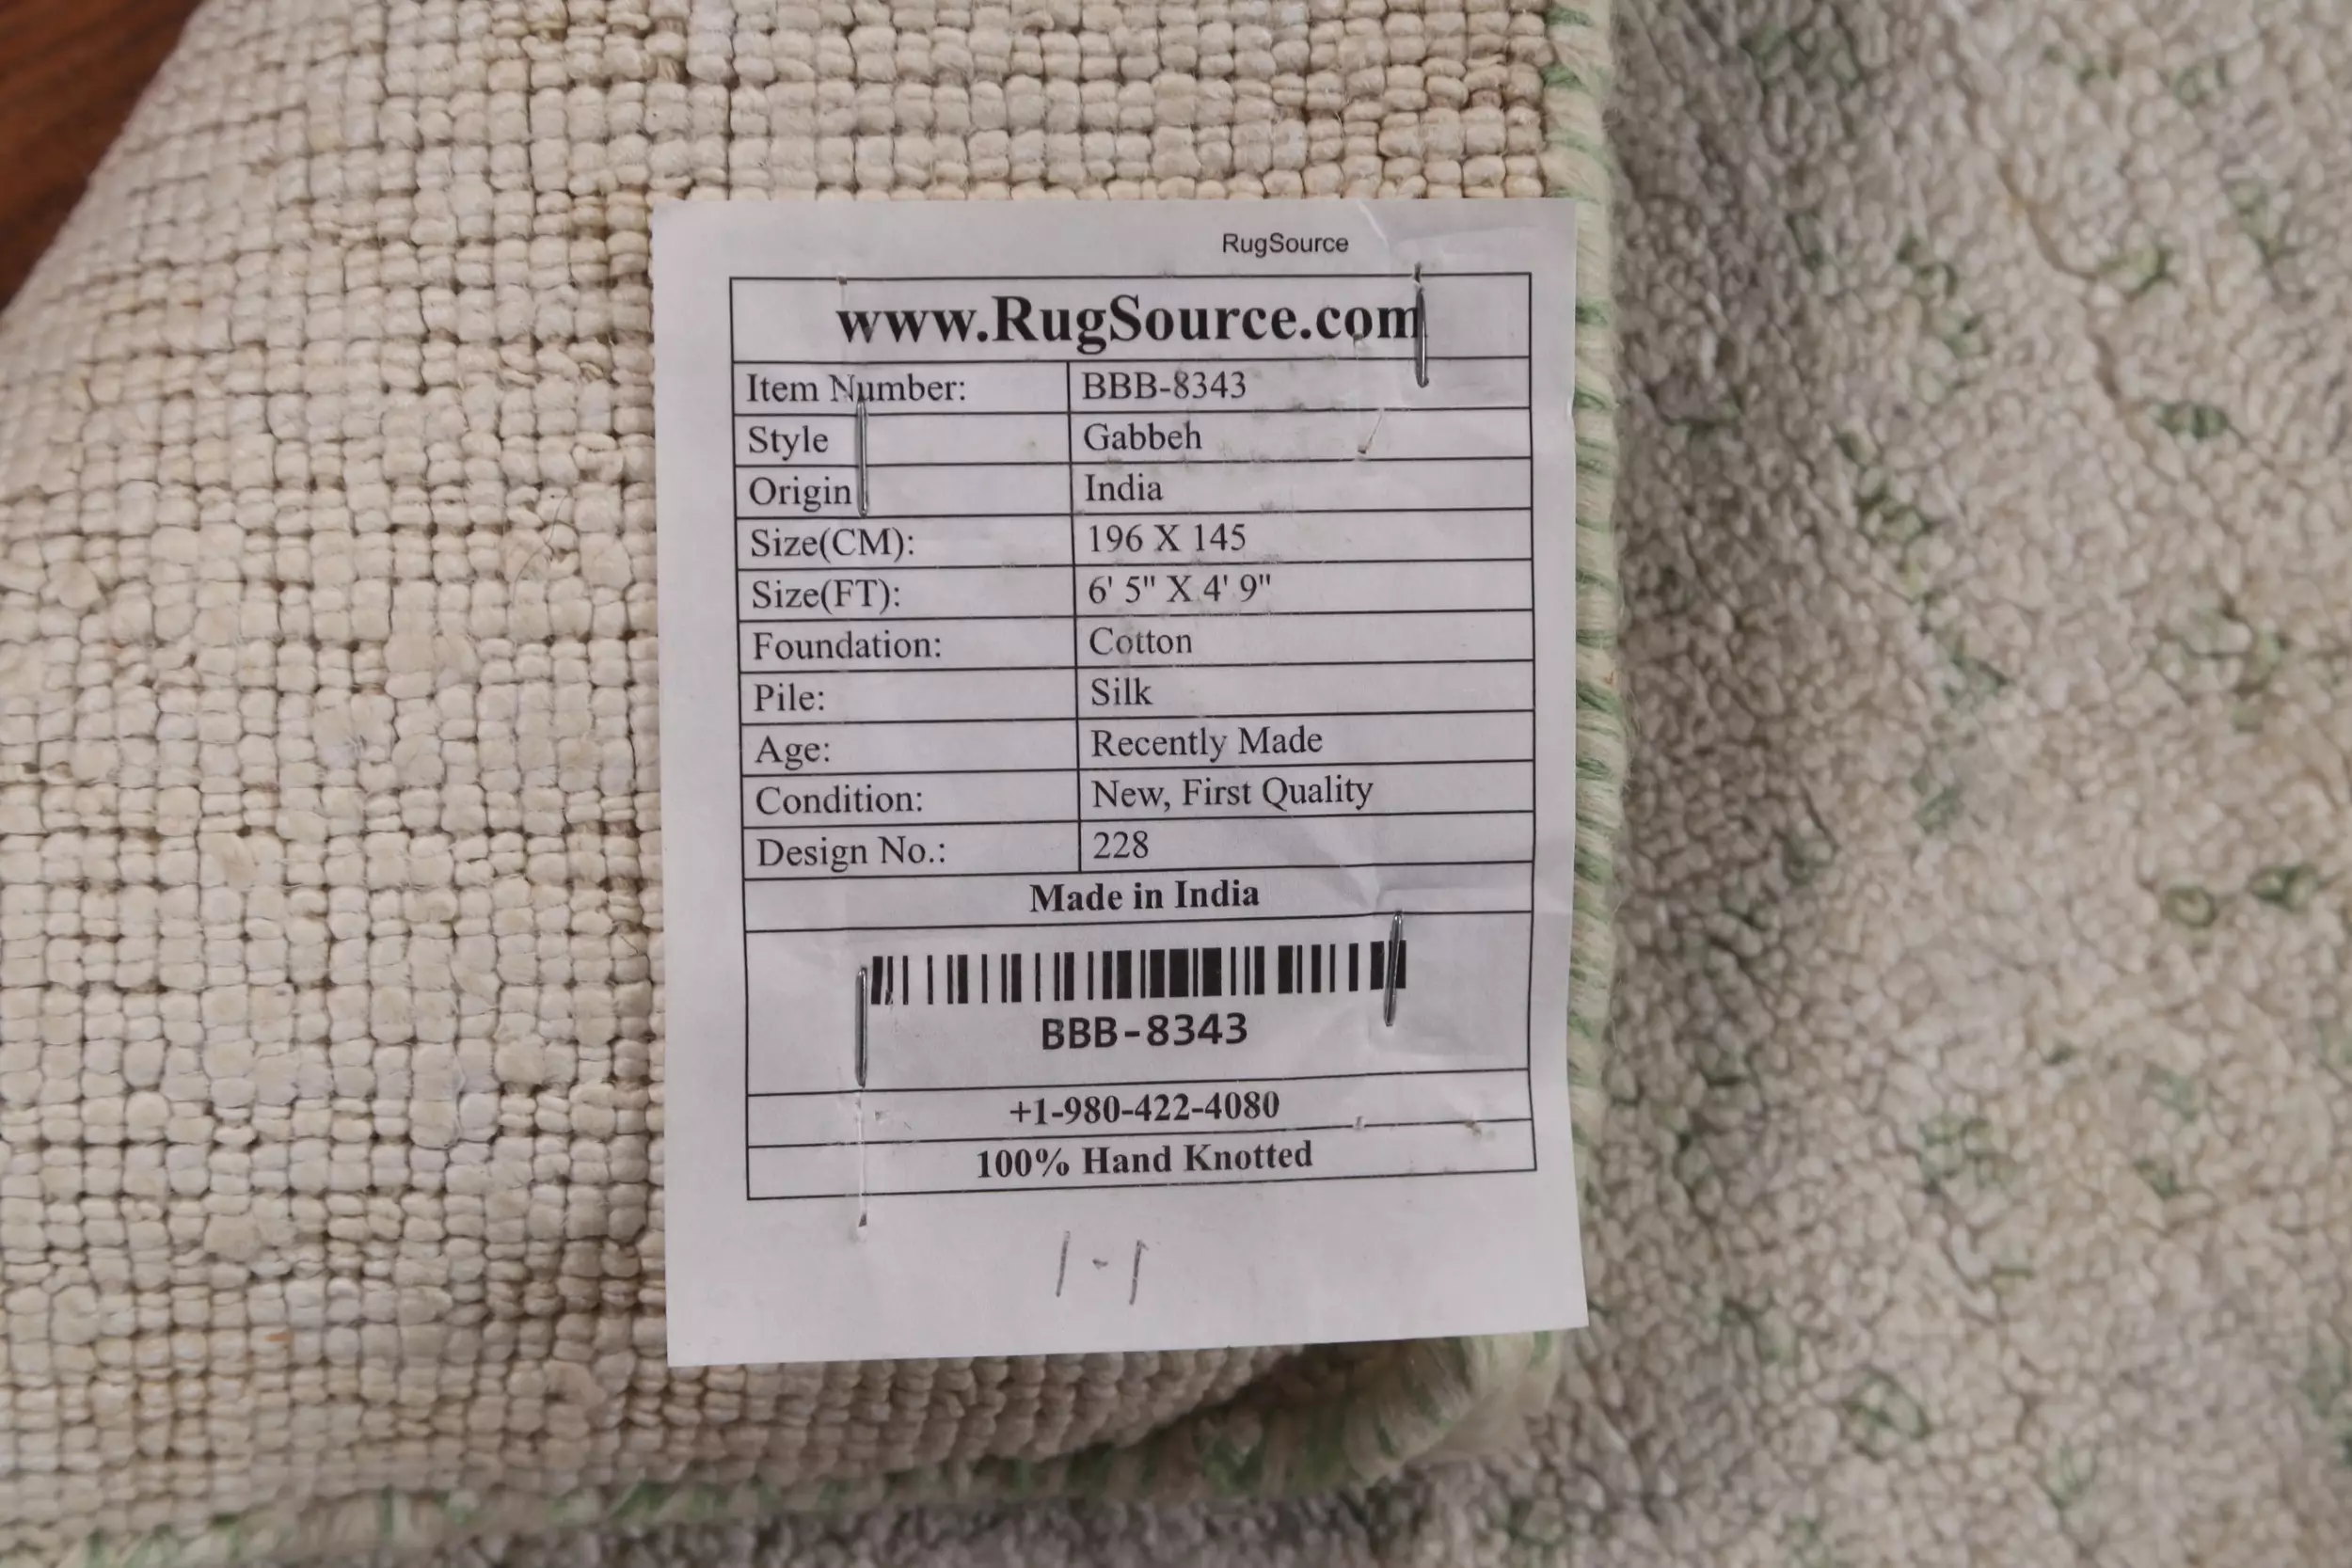 RugSource
www.RugSource.com
Item Number: BBB-8343
Style Gabbeh
Origin India
Size(CM): 196 X 145
Size(FT): 6' 5" X 4' 9"
Foundation: Cotton
Pile: Silk
Age: Recently Made
Condition: New, First Quality
Design No.: 228
Made in India
BBB-8343
+1-980-422-4080
100% Hand Knotted
1-1